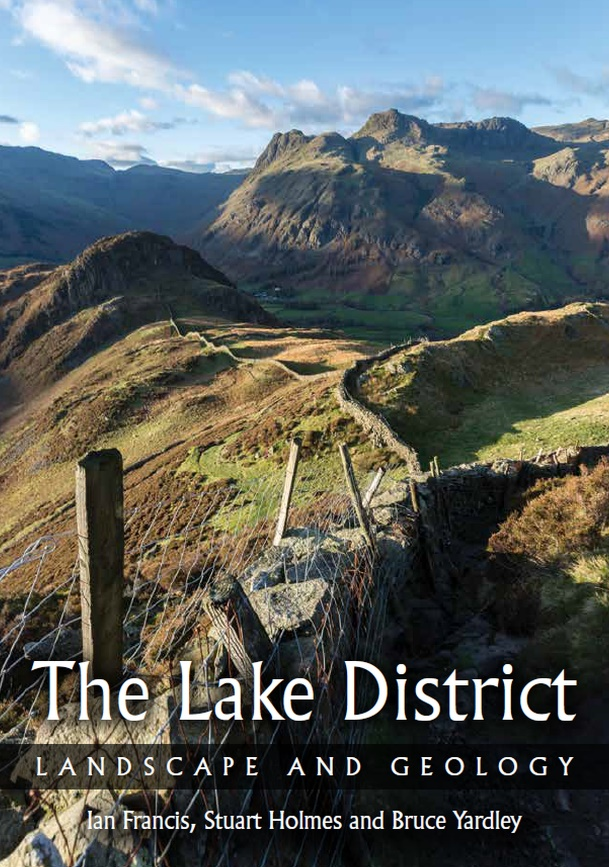 The Lake District
LANDSCAPE AND GEOLOGY
Ian Francis, Stuart Holmes and Bruce Yardley